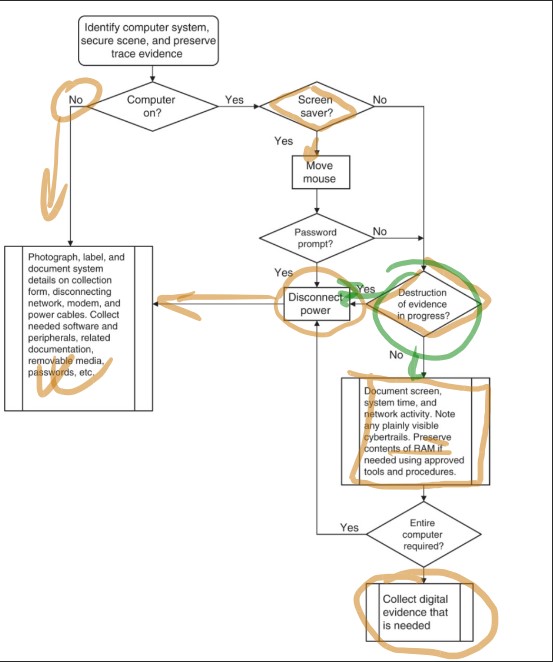 Identify computer system,
secure scene, and preserve
trace evidence
No
Computer
on?
Yes
Screen
saver?
No
Yes
Move
mouse
Password
prompt?
No
Yes
Photograph, label, and
document system
details on collection
form, disconnecting
network, modem, and
power cables. Collect
needed software and
peripherals, related
documentation,
removable media,
passwords, etc.
Disconnect
power
Yes
Destruction
of evidence
in progress?
No
Document screen,
system time, and
network activity. Note
any plainly visible
cybertrails. Preserve
contents of RAM if
needed using approved
tools and procedures.
Yes
Entire
computer
required?
Collect digital
evidence that
is needed